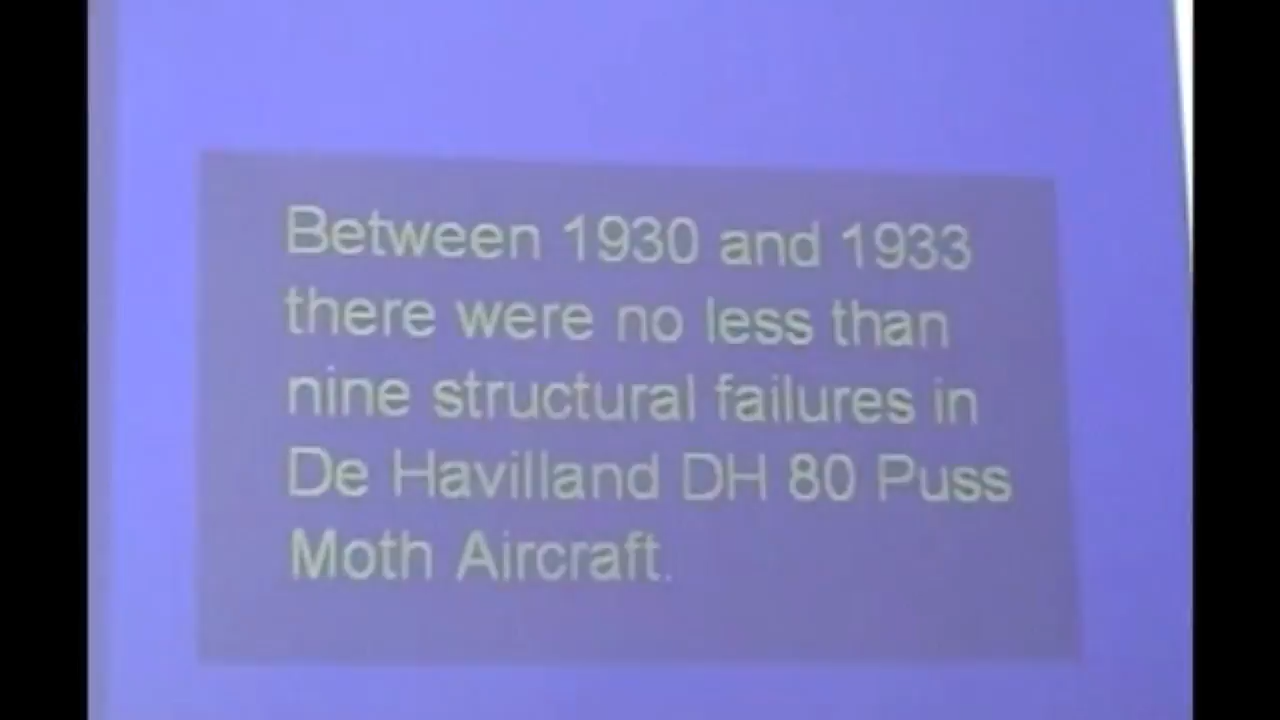 Between 1930 and 1933
there were no less than
nine structural failures in
De Havilland DH 80 Puss
Moth Aircraft.